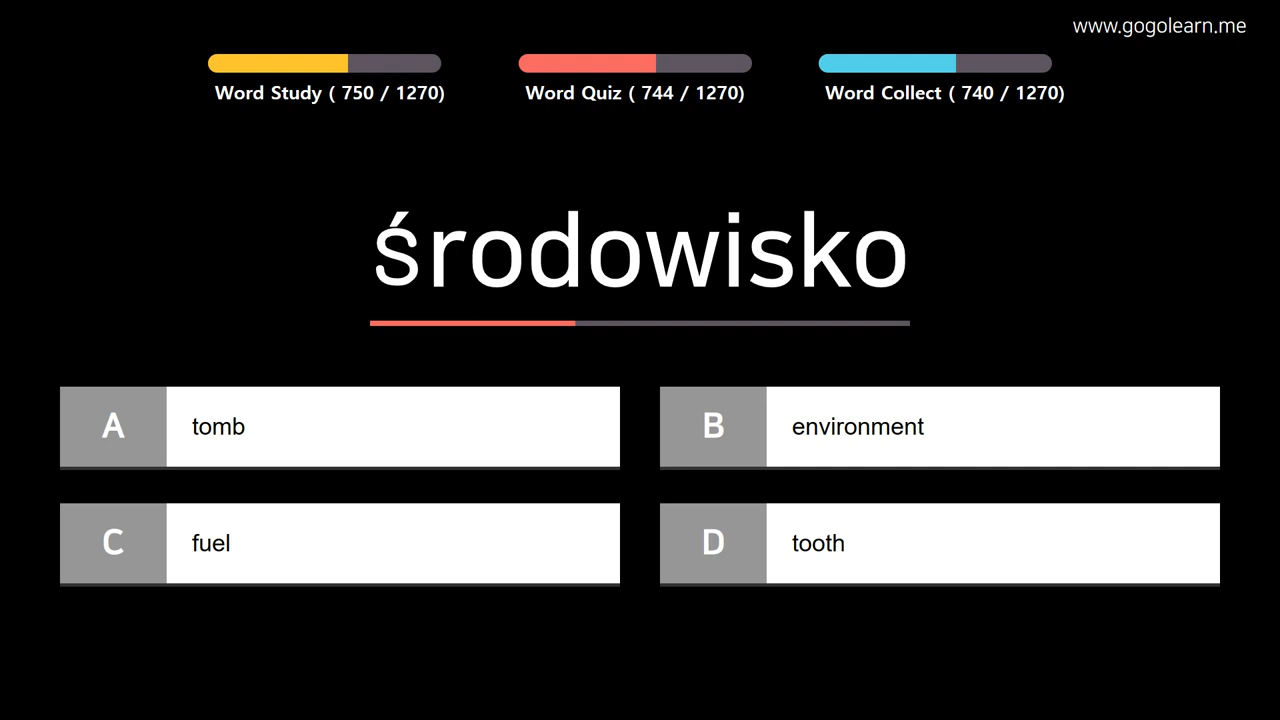 www.gogolearn.me
Word Study ( 750 / 1270)
Word Quiz ( 744 / 1270)
Word Collect ( 740 / 1270)
środowisko
A tomb
B environment
C fuel
D tooth